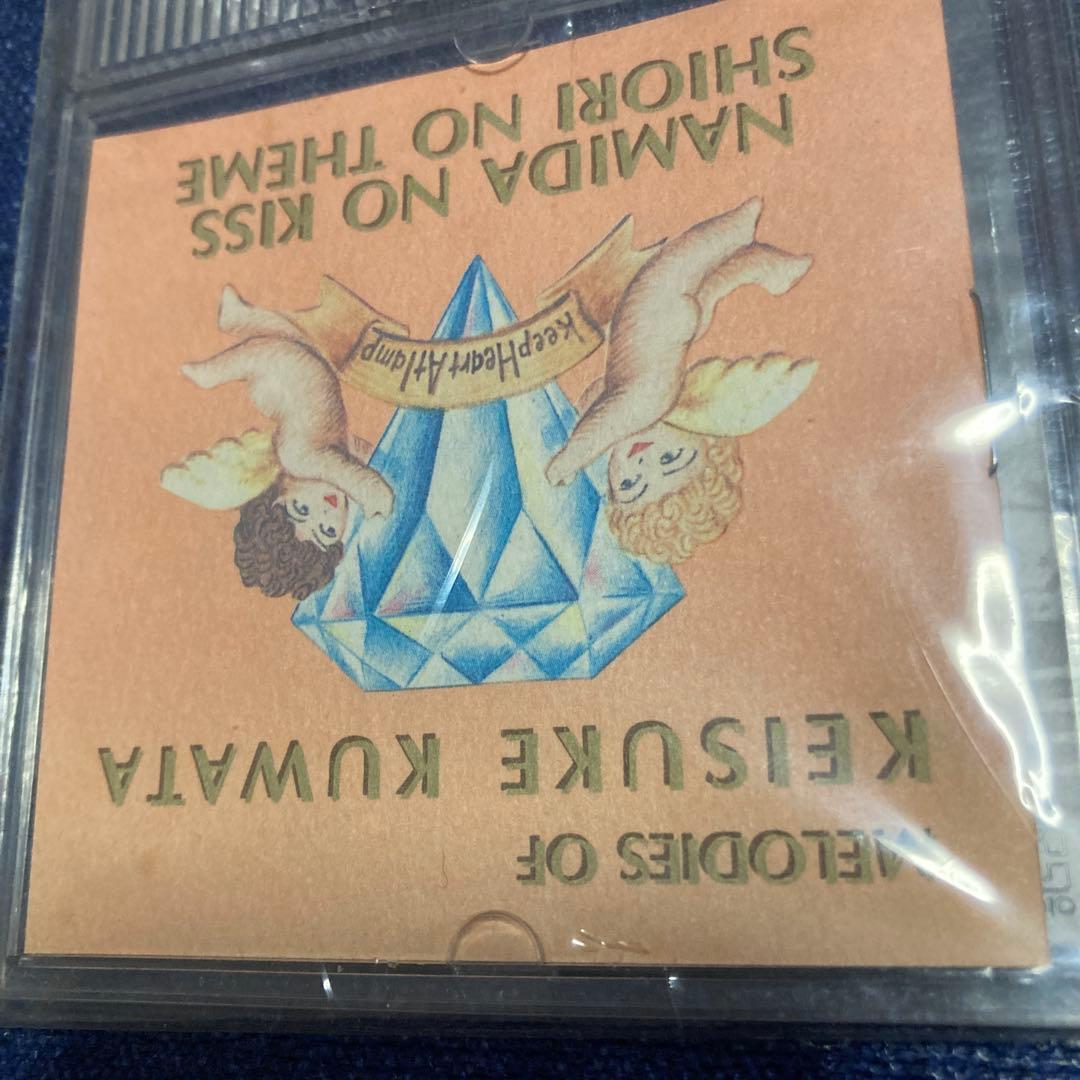 MELODIES OF
KEISUKE KUWATA
keepHeartAtlamp
NAMIDA NO KISS
SHIORI NO THEME